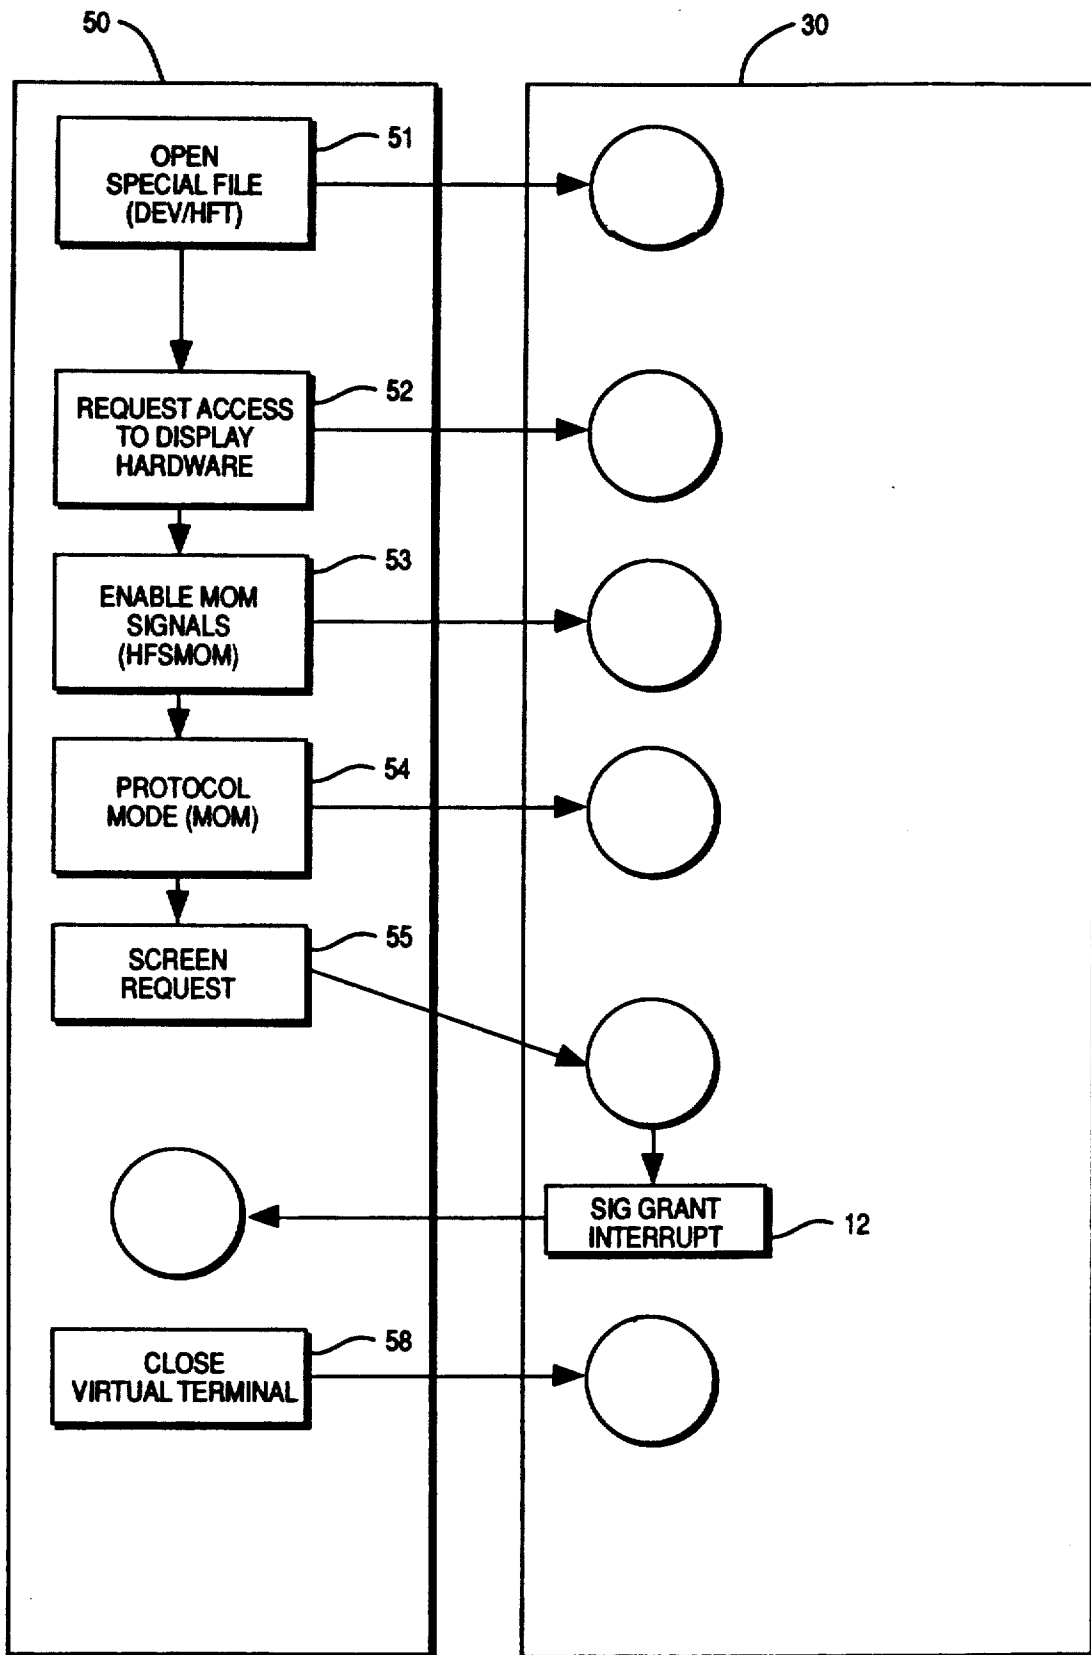 50
30
51
OPEN
SPECIAL FILE
(DEV/HFT)
52
REQUEST ACCESS
TO DISPLAY
HARDWARE
53
ENABLE MOM
SIGNALS
(HFSMOM)
54
PROTOCOL
MODE (MOM)
55
SCREEN
REQUEST
SIG GRANT
INTERRUPT
12
58
CLOSE
VIRTUAL TERMINAL